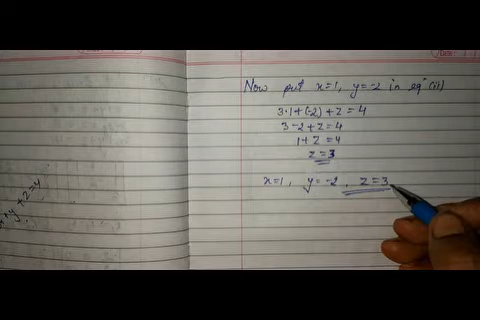 Now put x=1, y=-2 in eqⁿ (ii)
3·1+(-2)+z=4
3-2+z=4
1+z=4
z=3
x=1, y=-2, z=3
+y+z=4